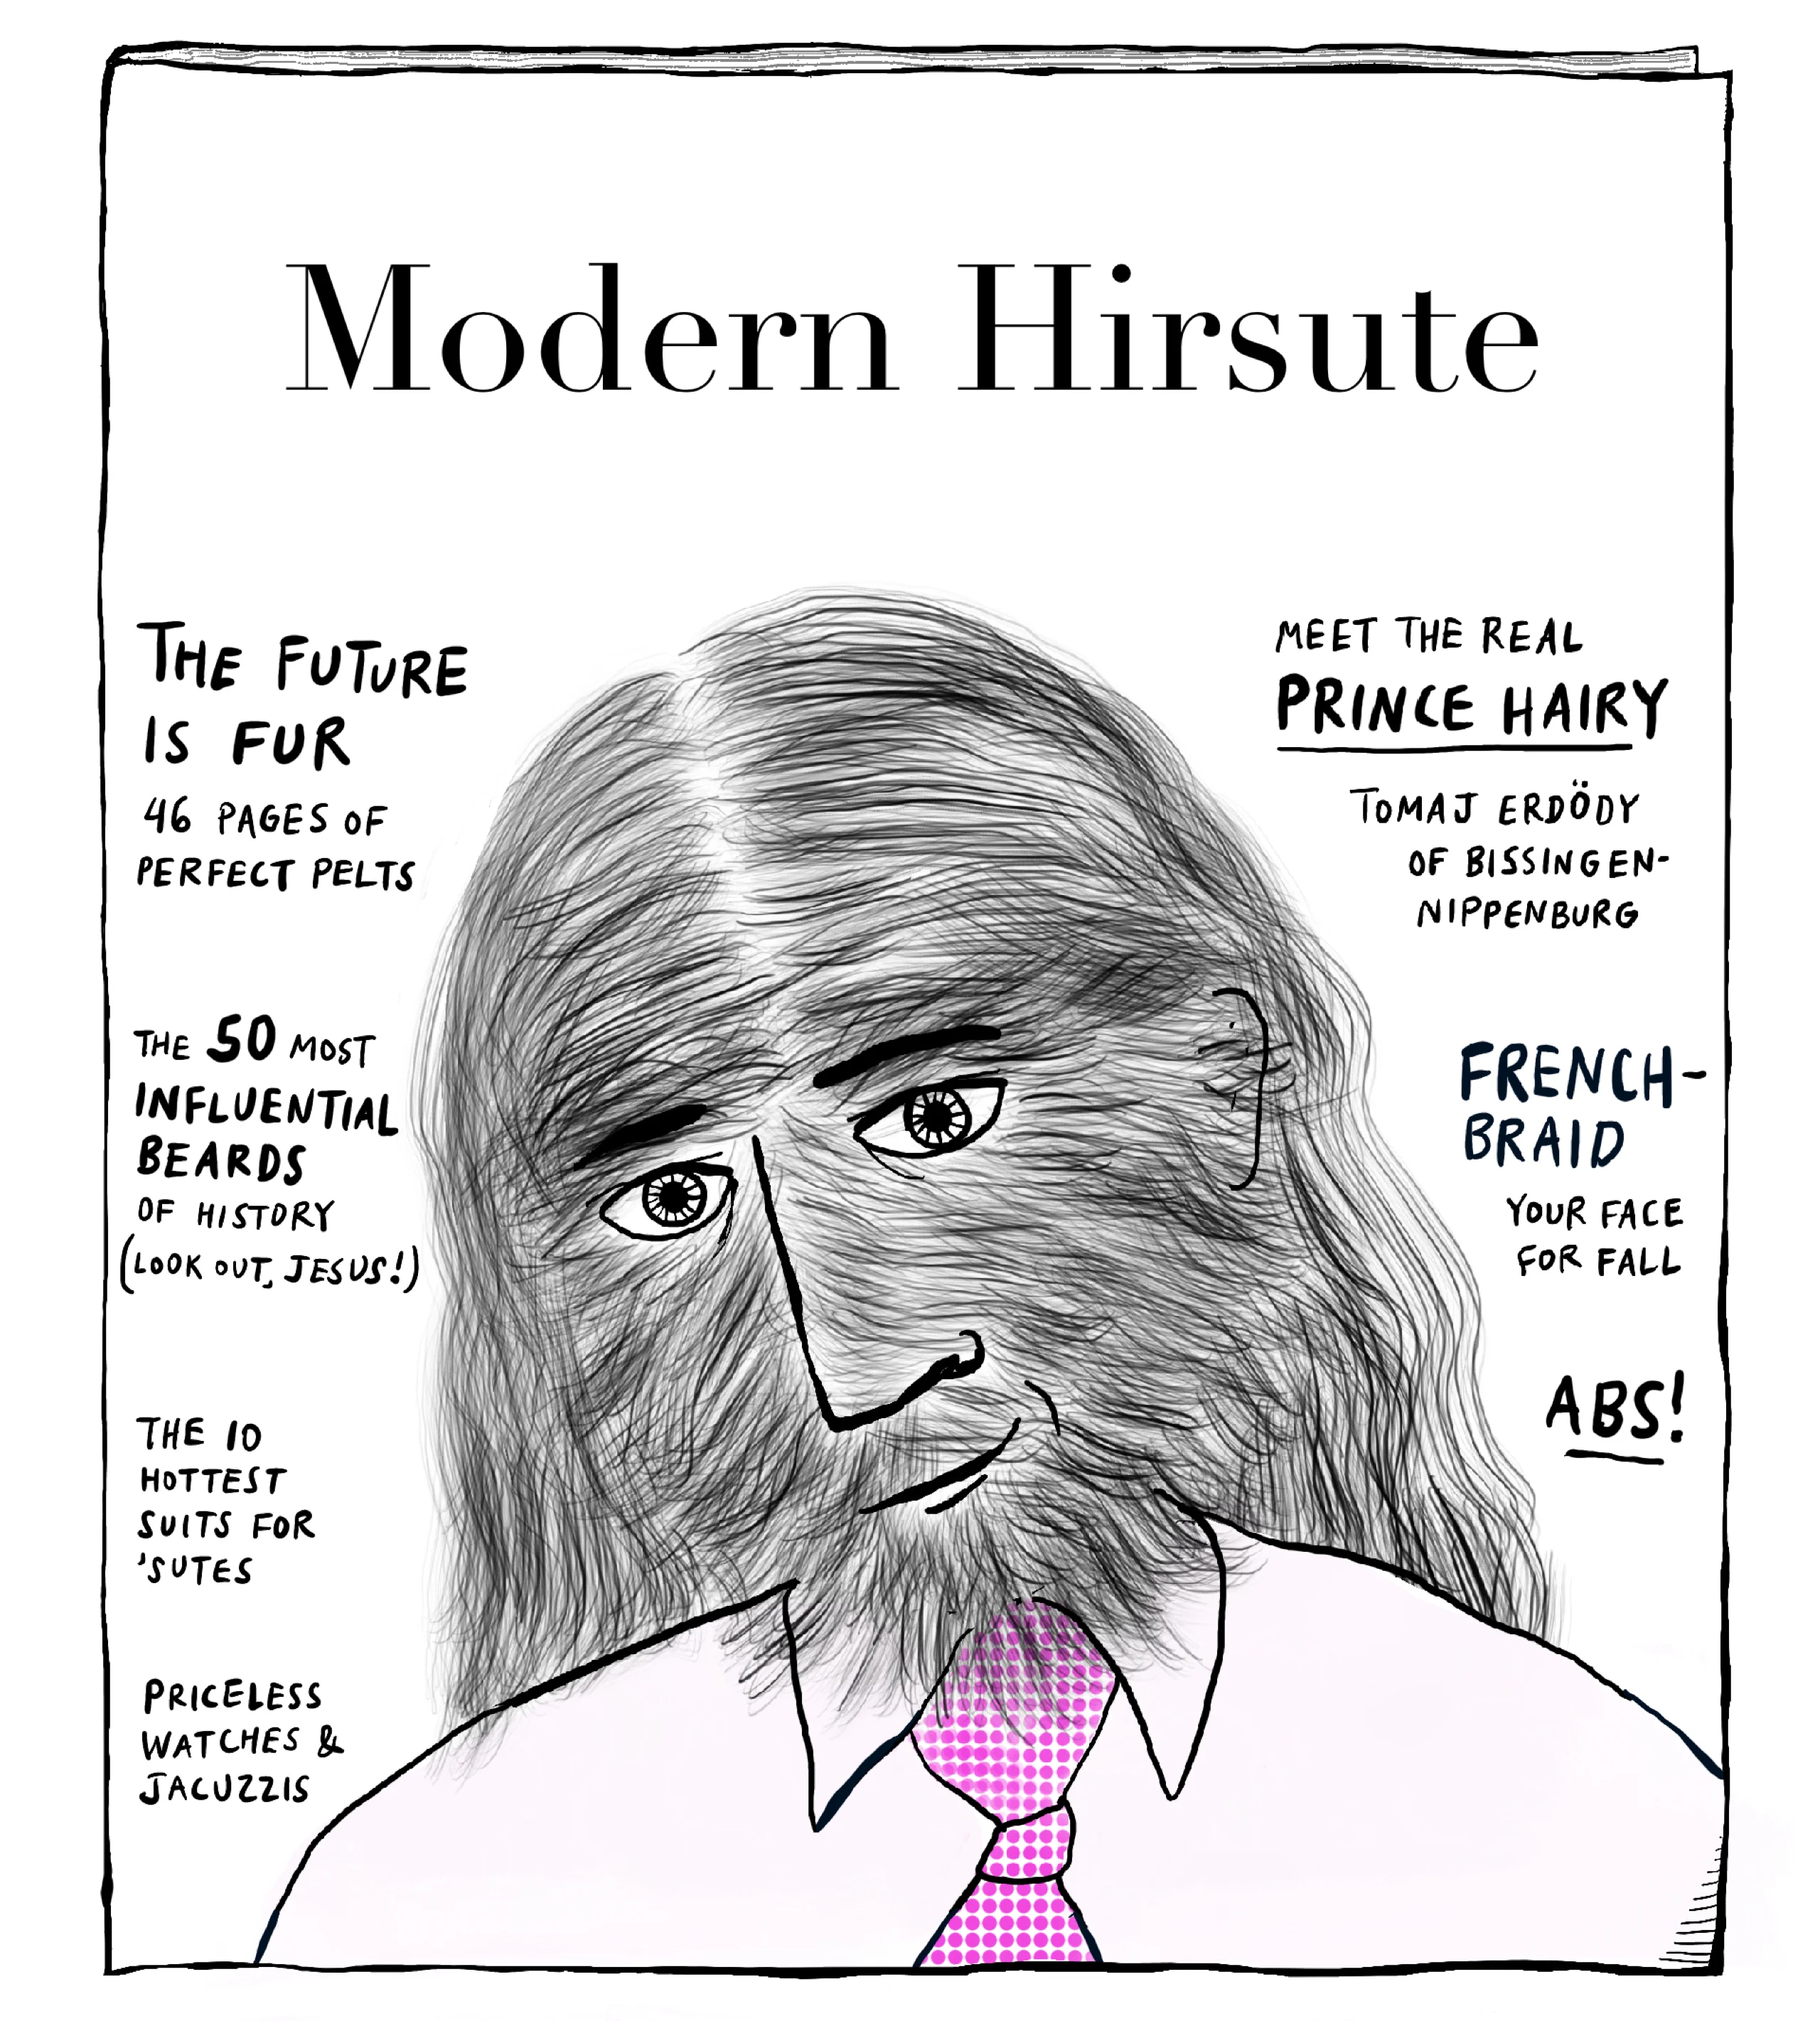 Modern Hirsute
THE FUTURE
IS FUR
46 PAGES OF
PERFECT PELTS
THE 50 MOST
INFLUENTIAL
BEARDS
OF HISTORY
(LOOK OUT, JESUS!)
THE 10
HOTTEST
SUITS FOR
'SUTES
PRICELESS
WATCHES &
JACUZZIS
MEET THE REAL
PRINCE HAIRY
TOMAJ ERDÖDY
OF BISSINGEN-
NIPPENBURG
FRENCH-
BRAID
YOUR FACE
FOR FALL
ABS!